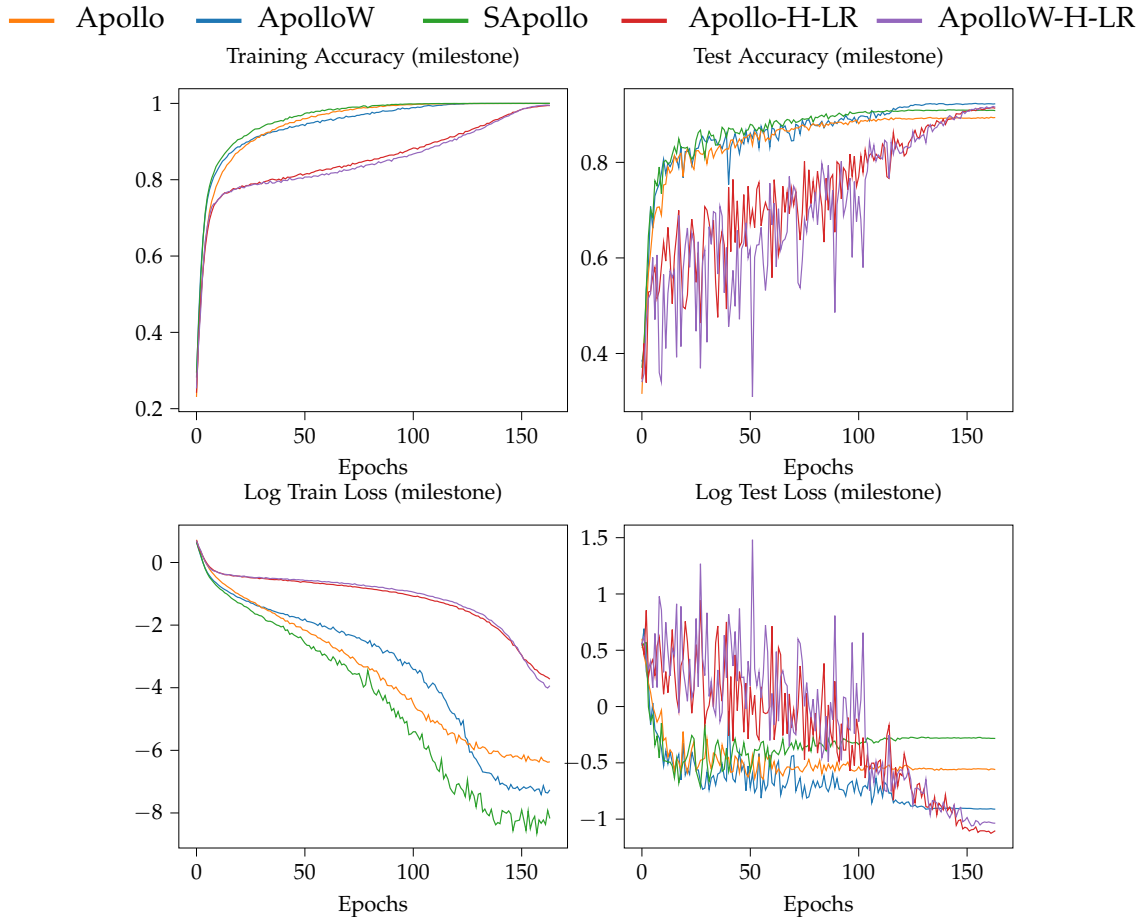 Apollo ApolloW SApollo Apollo-H-LR ApolloW-H-LR
Training Accuracy (milestone) Test Accuracy (milestone)
1
0.8
0.6
0.4
0.2
0 50 100 150
Epochs
0.8
0.6
0.4
0 50 100 150
Epochs
Log Train Loss (milestone) Log Test Loss (milestone)
0
−2
−4
−6
−8
0 50 100 150
Epochs
1.5
1
0.5
0
−0.5
−1
0 50 100 150
Epochs